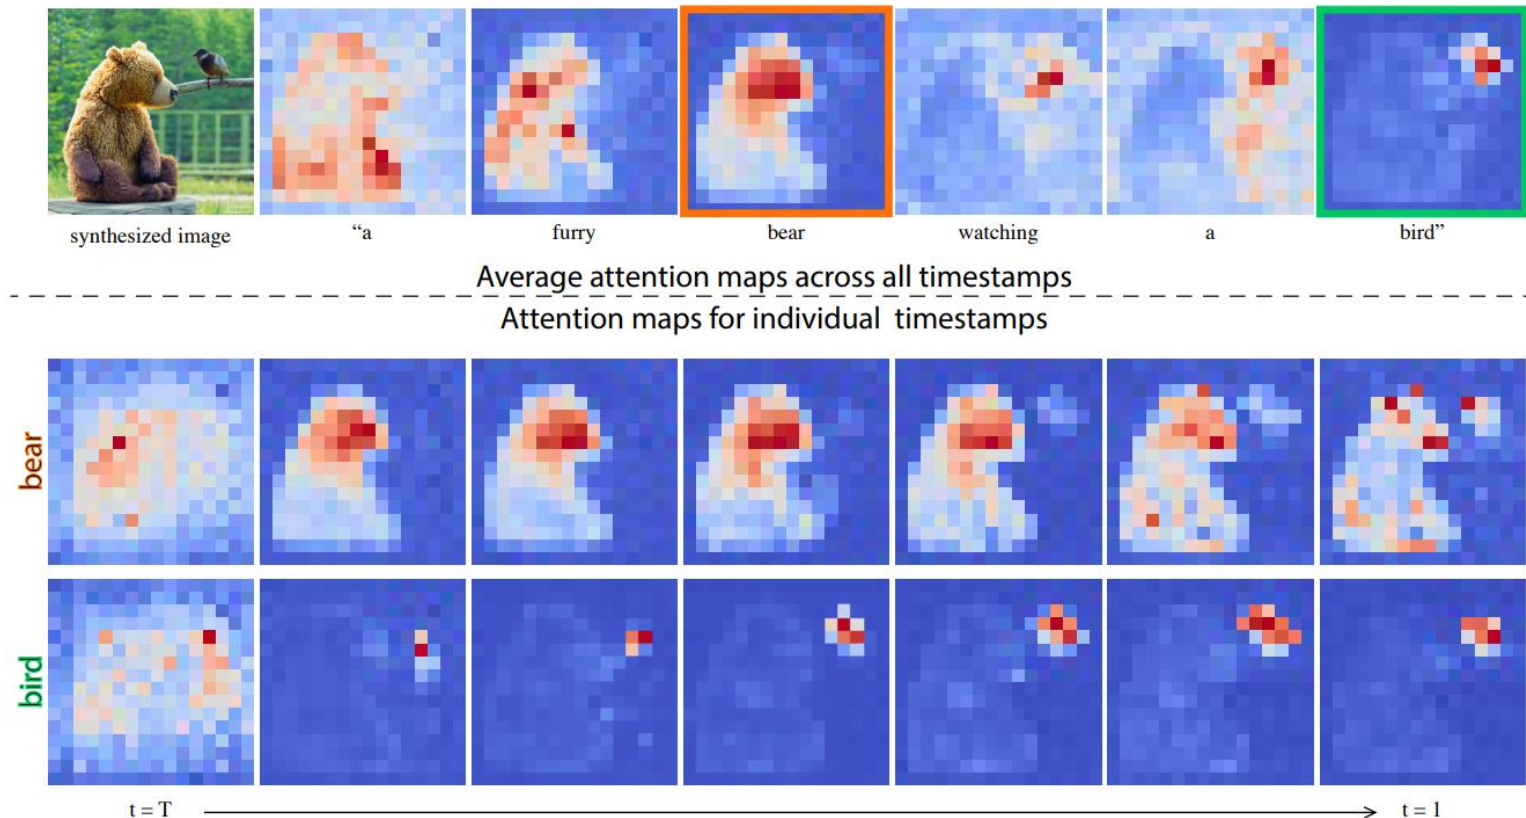 synthesized image
“a
furry
bear
watching
a
bird”
Average attention maps across all timestamps
Attention maps for individual timestamps
bear
bird
t = T
t = 1